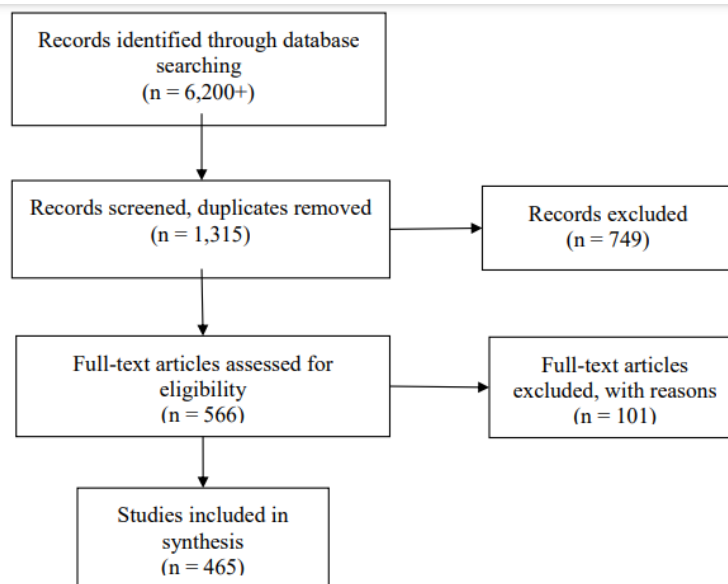 Records identified through database
searching
(n = 6,200+)
Records screened, duplicates removed
(n = 1,315)
Records excluded
(n = 749)
Full-text articles assessed for
eligibility
(n = 566)
Full-text articles
excluded, with reasons
(n = 101)
Studies included in
synthesis
(n = 465)